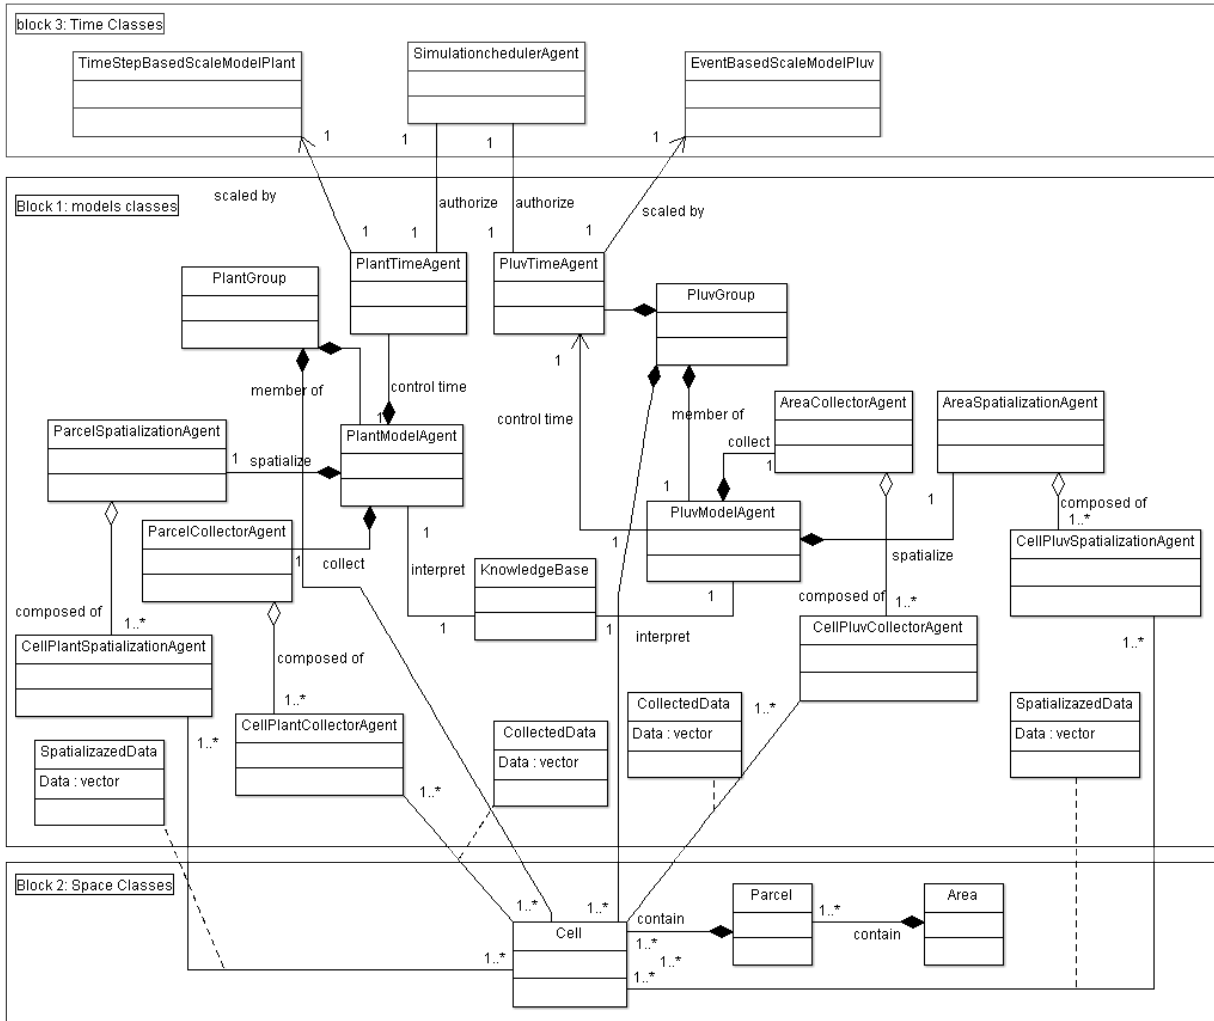 block 3: Time Classes
TimeStepBasedScaleModelPlant
SimulationchedulerAgent
EventBasedScaleModelPluv
1
1
1
1
scaled by
authorize
authorize
scaled by
1
1
1
1
Block 1: models classes
PlantGroup
PlantTimeAgent
PluvTimeAgent
PluvGroup
member of
control time
1
control time
1
member of
collect
1
AreaCollectorAgent
AreaSpatializationAgent
ParcelSpatializationAgent
1
spatialize
PlantModelAgent
1
PluvModelAgent
1
composed of
1..*
ParcelCollectorAgent
1
collect
1
interpret
KnowledgeBase
1
1
1
interpret
1
spatialize
CellPluvSpatializationAgent
composed of
1..*
CellPlantSpatializationAgent
composed of
1..*
composed of
1..*
CellPluvCollectorAgent
1..*
CellPlantCollectorAgent
1..*
1..*
SpatializazedData
Data : vector
CollectedData
Data : vector
CollectedData
Data : vector
1..*
SpatializazedData
Data : vector
Block 2: Space Classes
1..*
1..*
Cell
1..*
contain
1..*
1..*
1..*
Parcel
1..*
contain
Area